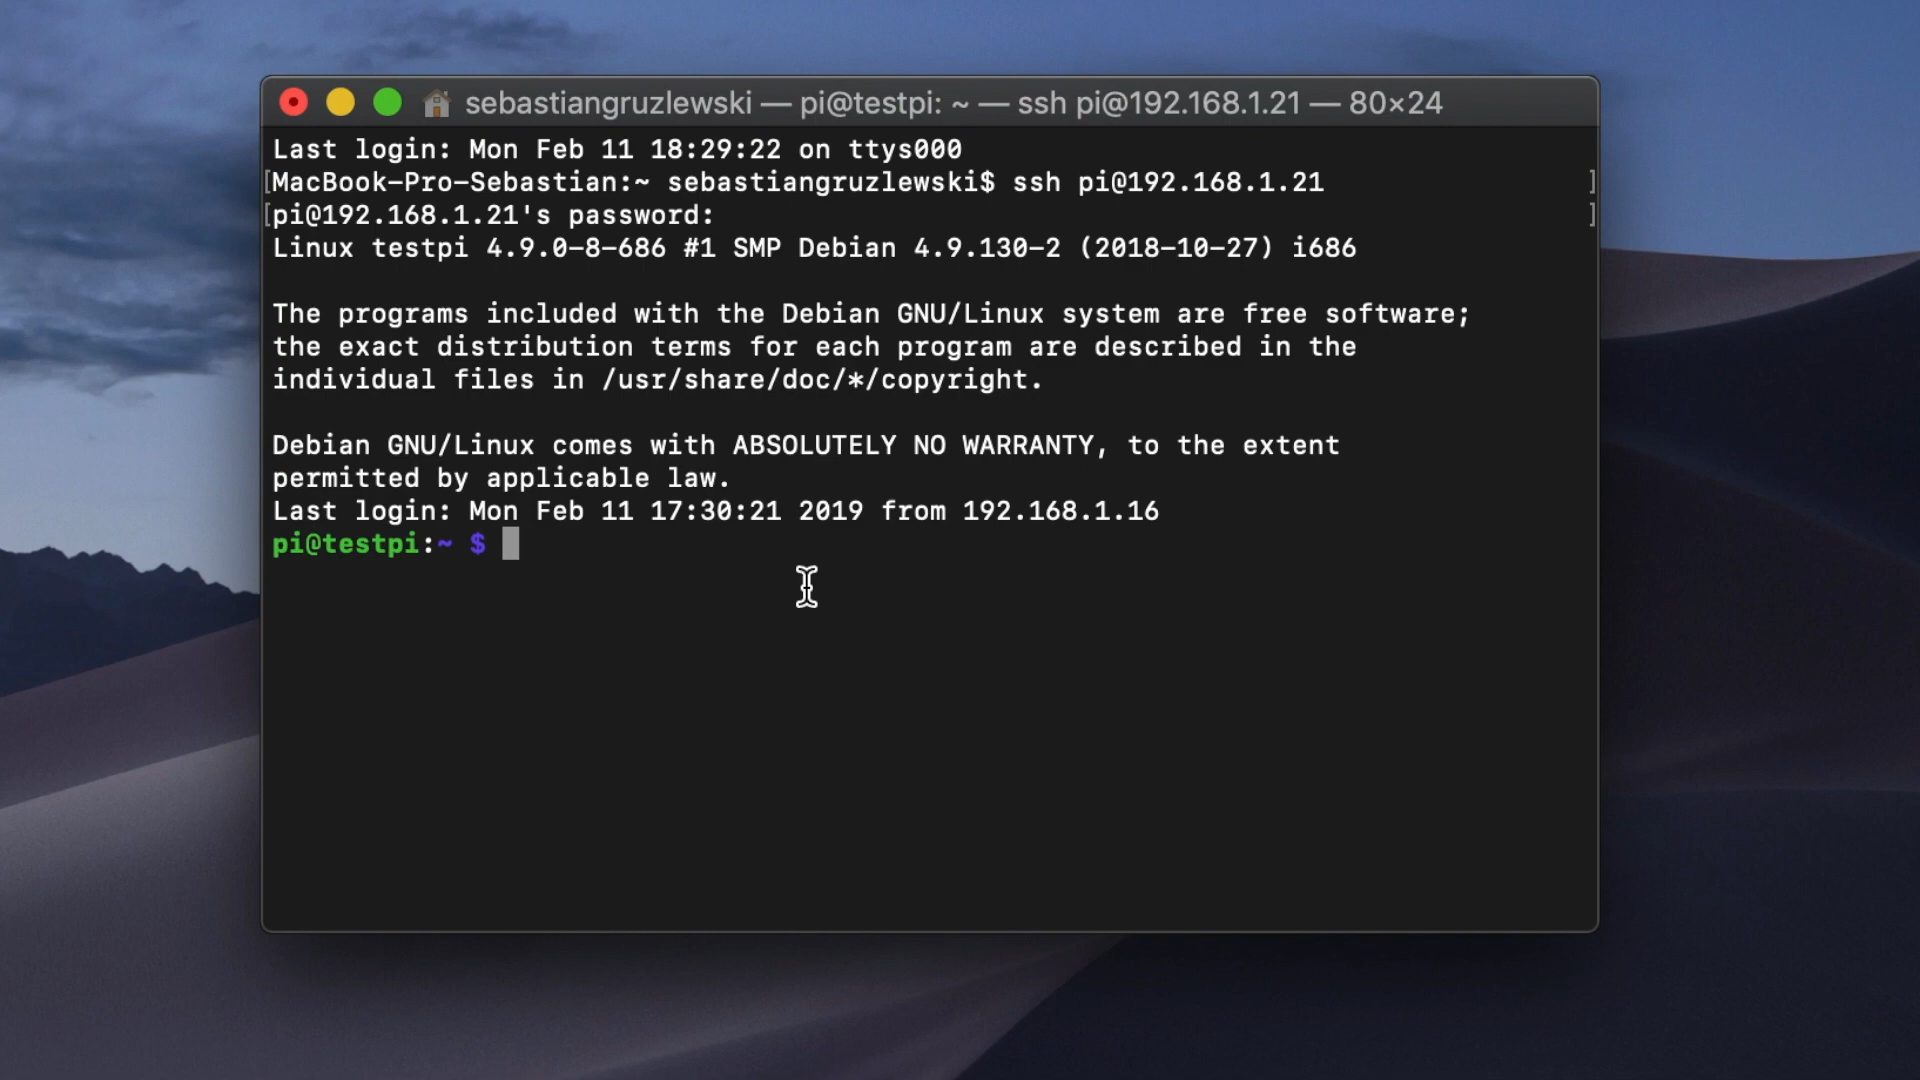 sebastiangruzlewski — pi@testpi: ~ — ssh pi@192.168.1.21 — 80×24
Last login: Mon Feb 11 18:29:22 on ttys000
[MacBook-Pro-Sebastian:~ sebastiangruzlewski$ ssh pi@192.168.1.21 ]
[pi@192.168.1.21's password: ]
Linux testpi 4.9.0-8-686 #1 SMP Debian 4.9.130-2 (2018-10-27) i686
The programs included with the Debian GNU/Linux system are free software;
the exact distribution terms for each program are described in the
individual files in /usr/share/doc/*/copyright.
Debian GNU/Linux comes with ABSOLUTELY NO WARRANTY, to the extent
permitted by applicable law.
Last login: Mon Feb 11 17:30:21 2019 from 192.168.1.16
pi@testpi:~ $